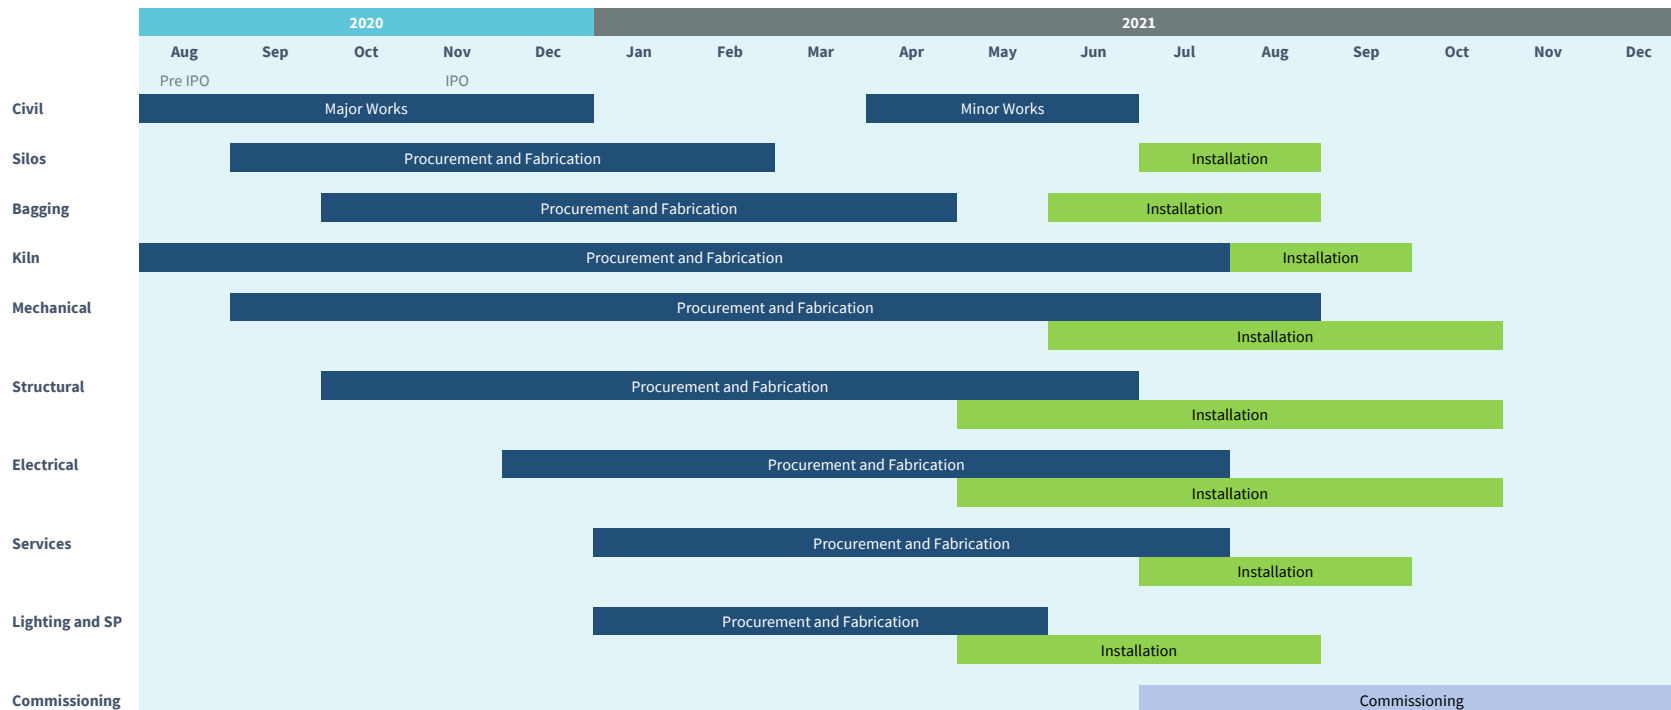 2020 2021
Aug Sep Oct Nov Dec Jan Feb Mar Apr May Jun Jul Aug Sep Oct Nov Dec
Pre IPO IPO
Civil Major Works Minor Works
Silos Procurement and Fabrication Installation
Bagging Procurement and Fabrication Installation
Kiln Procurement and Fabrication Installation
Mechanical Procurement and Fabrication
Installation
Structural Procurement and Fabrication
Installation
Electrical Procurement and Fabrication
Installation
Services Procurement and Fabrication
Installation
Lighting and SP Procurement and Fabrication
Installation
Commissioning Commissioning